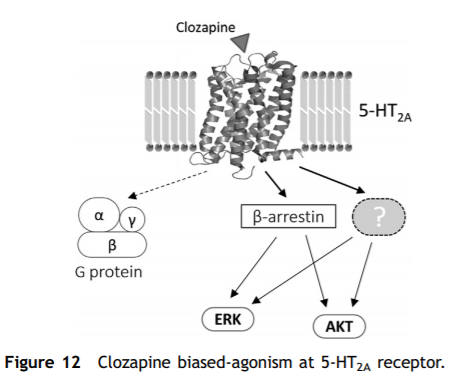 Clozapine
5-HT2A
α
γ
β
G protein
β-arrestin
?
ERK
AKT
Figure 12 Clozapine biased-agonism at 5-HT2A receptor.